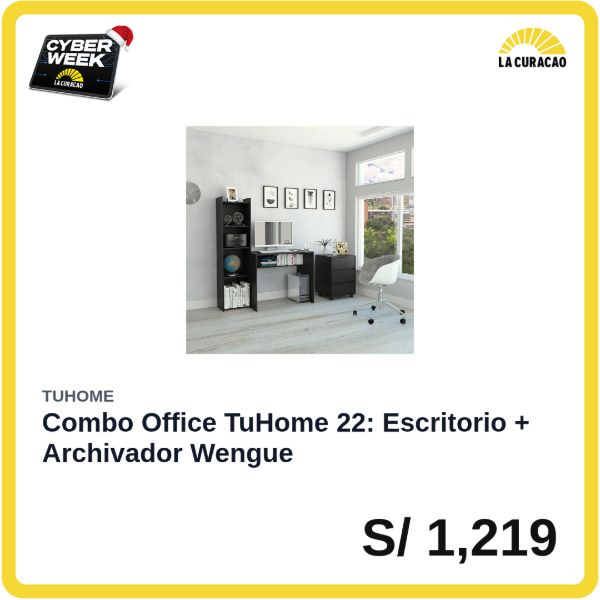 CYBER
WEEK
LA CURACAO
LA CURACAO
TUHOME
Combo Office TuHome 22: Escritorio +
Archivador Wengue
S/ 1,219